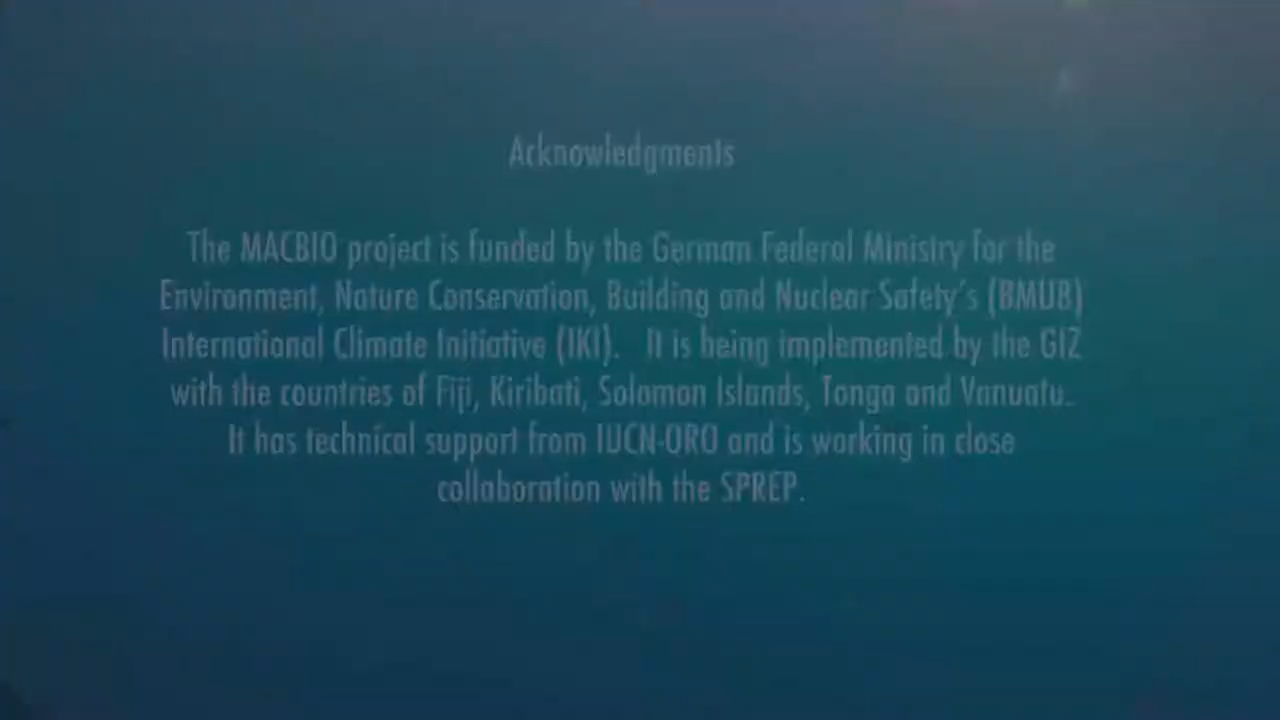 Acknowledgments
The MACBIO project is funded by the German Federal Ministry for the
Environment, Nature Conservation, Building and Nuclear Safety's (BMUB)
International Climate Initiative (IKI). It is being implemented by the GIZ
with the countries of Fiji, Kiribati, Solomon Islands, Tonga and Vanuatu.
It has technical support from IUCN-ORO and is working in close
collaboration with the SPREP.